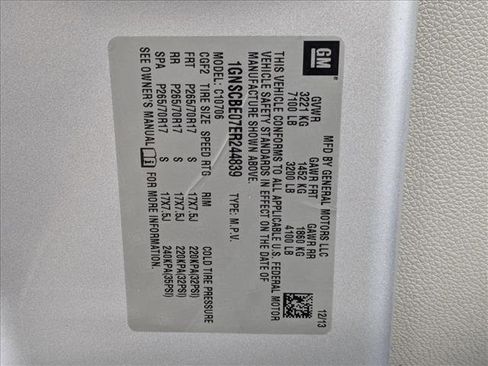 GM
MFD BY GENERAL MOTORS LLC 12/13
GVWR GAWR FRT GAWR RR
3221 KG 1452 KG 1860 KG
7100 LB 3200 LB 4100 LB
THIS VEHICLE CONFORMS TO ALL APPLICABLE U.S. FEDERAL MOTOR
VEHICLE SAFETY STANDARDS IN EFFECT ON THE DATE OF
MANUFACTURE SHOWN ABOVE.
1GNSCBE07ER244839 TYPE: M.P.V.
MODEL: C10706
CGF2 TIRE SIZE SPEED RTG RIM COLD TIRE PRESSURE
FRT P265/70R17 S 17X7.5J 220KPA(32PSI)
RR P265/70R17 S 17X7.5J 220KPA(32PSI)
SPA P265/70R17 S 17X7.5J 240KPA(35PSI)
SEE OWNER'S MANUAL FOR MORE INFORMATION.